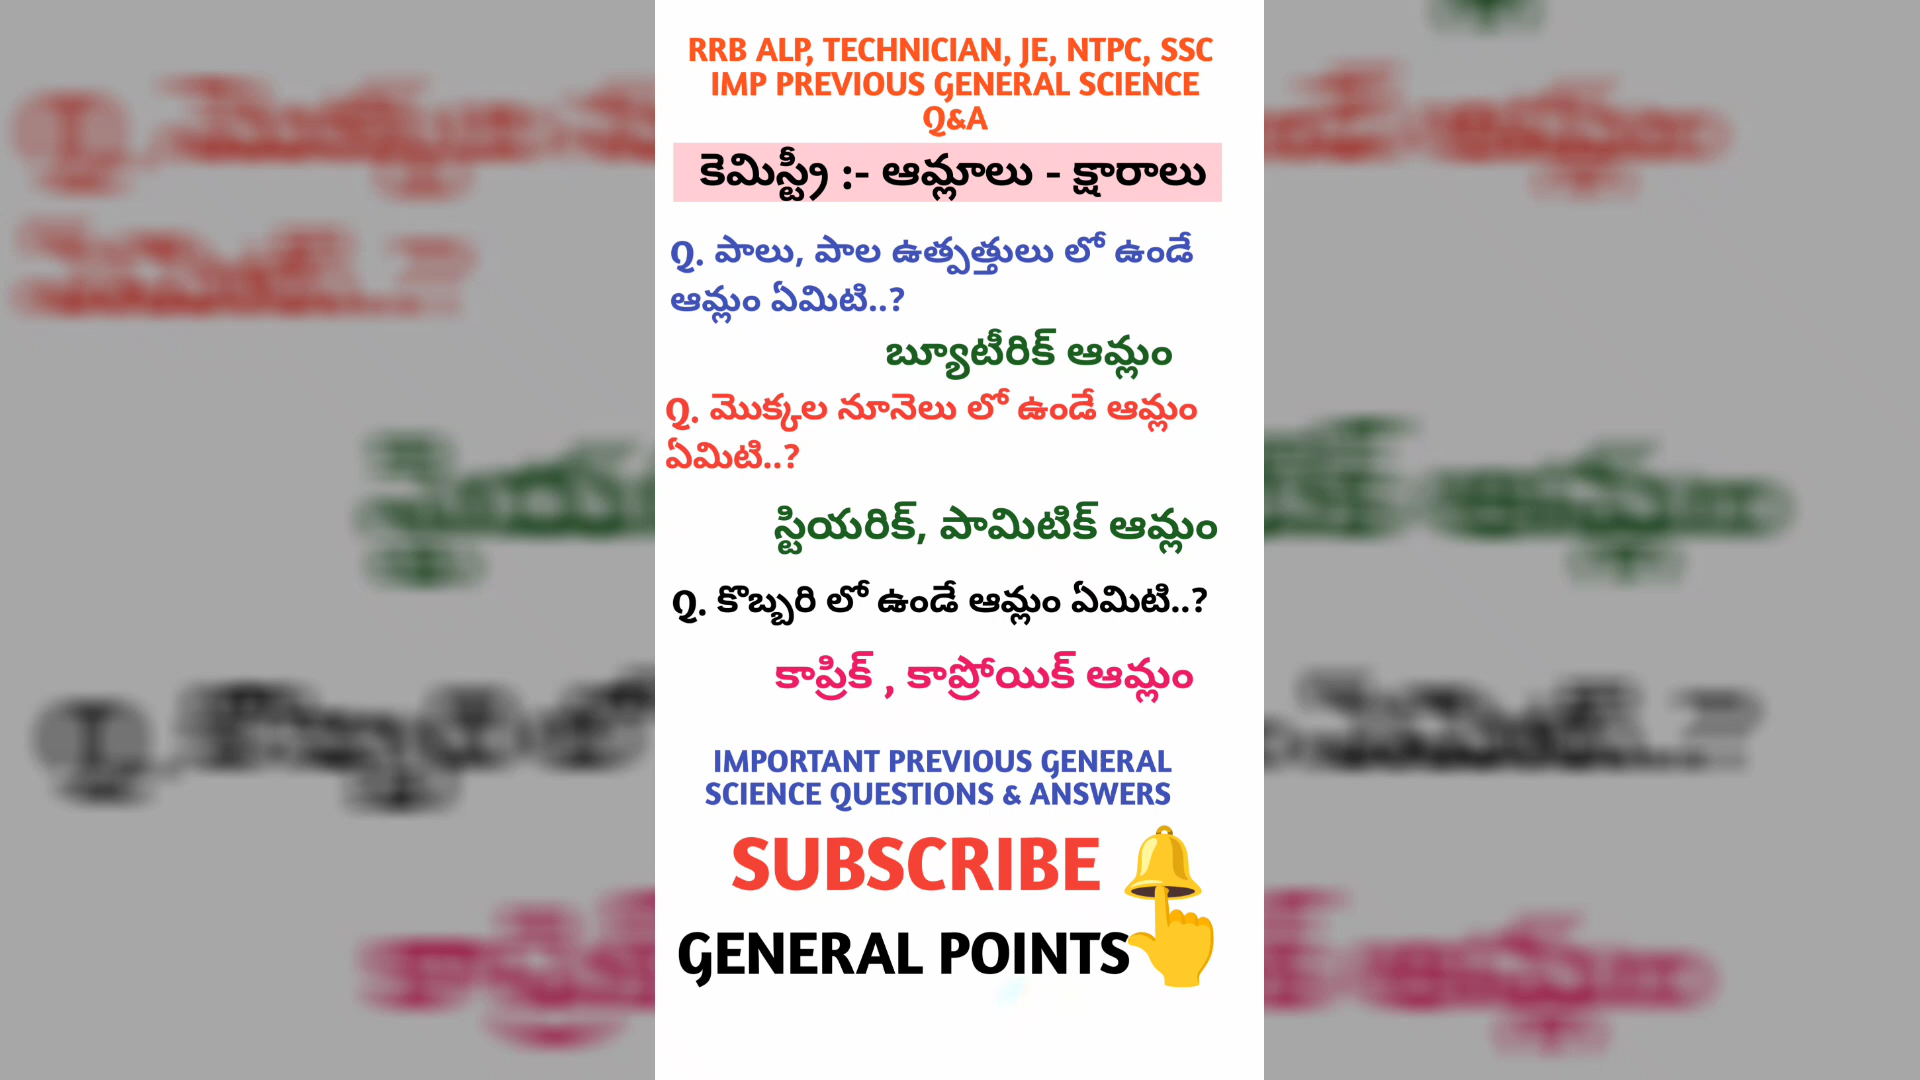 RRB ALP, TECHNICIAN, JE, NTPC, SSC
IMP PREVIOUS GENERAL SCIENCE
Q&A
కెమిస్ట్రీ :- ఆమ్లాలు - క్షారాలు
Q. పాలు, పాల ఉత్పత్తులు లో ఉండే
ఆమ్లం ఏమిటి..?
బ్యూటీరిక్ ఆమ్లం
Q. మొక్కల నూనెలు లో ఉండే ఆమ్లం
ఏమిటి..?
స్టియరిక్, పామిటిక్ ఆమ్లం
Q. కొబ్బరి లో ఉండే ఆమ్లం ఏమిటి..?
కాప్రిక్ , కాప్రోయిక్ ఆమ్లం
IMPORTANT PREVIOUS GENERAL
SCIENCE QUESTIONS & ANSWERS
SUBSCRIBE
GENERAL POINTS